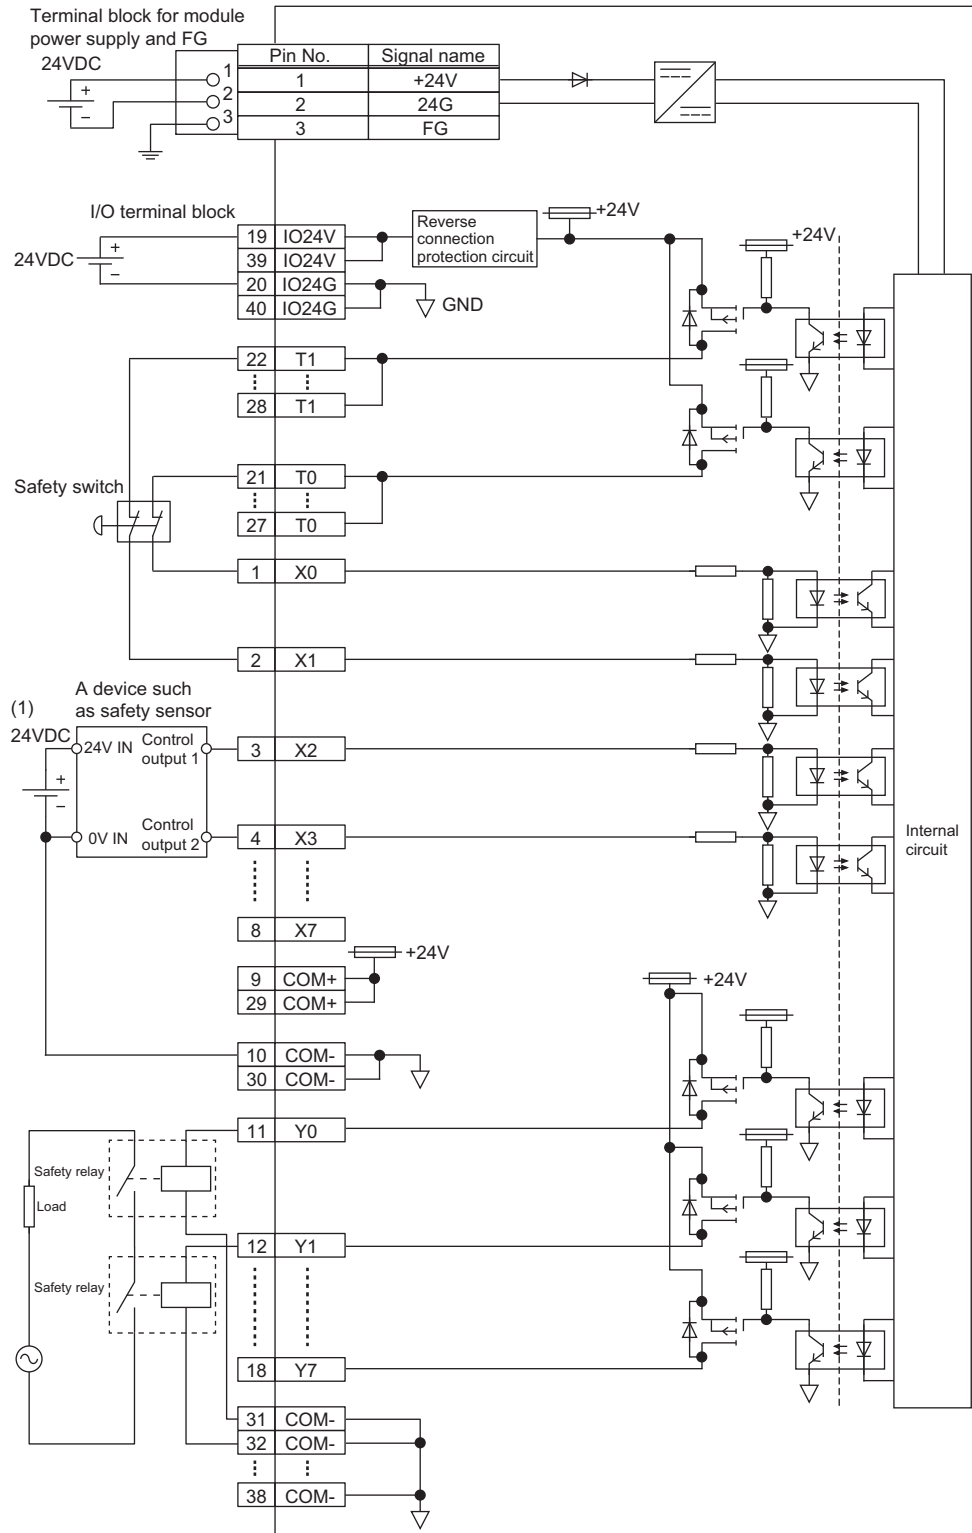 Terminal block for module
power supply and FG
24VDC
+
−
1
2
3
Pin No. Signal name
1 +24V
2 24G
3 FG
I/O terminal block
24VDC
+
−
19 IO24V
39 IO24V
20 IO24G
40 IO24G
Reverse
connection
protection circuit
+24V
GND
+24V
22 T1
28 T1
Safety switch
21 T0
27 T0
1 X0
2 X1
(1)
24VDC
+
−
A device such
as safety sensor
24V IN
Control
output 1
0V IN
Control
output 2
3 X2
4 X3
8 X7
Internal
circuit
+24V
9 COM+
29 COM+
+24V
10 COM-
30 COM-
11 Y0
Safety relay
Load
12 Y1
Safety relay
18 Y7
31 COM-
32 COM-
38 COM-